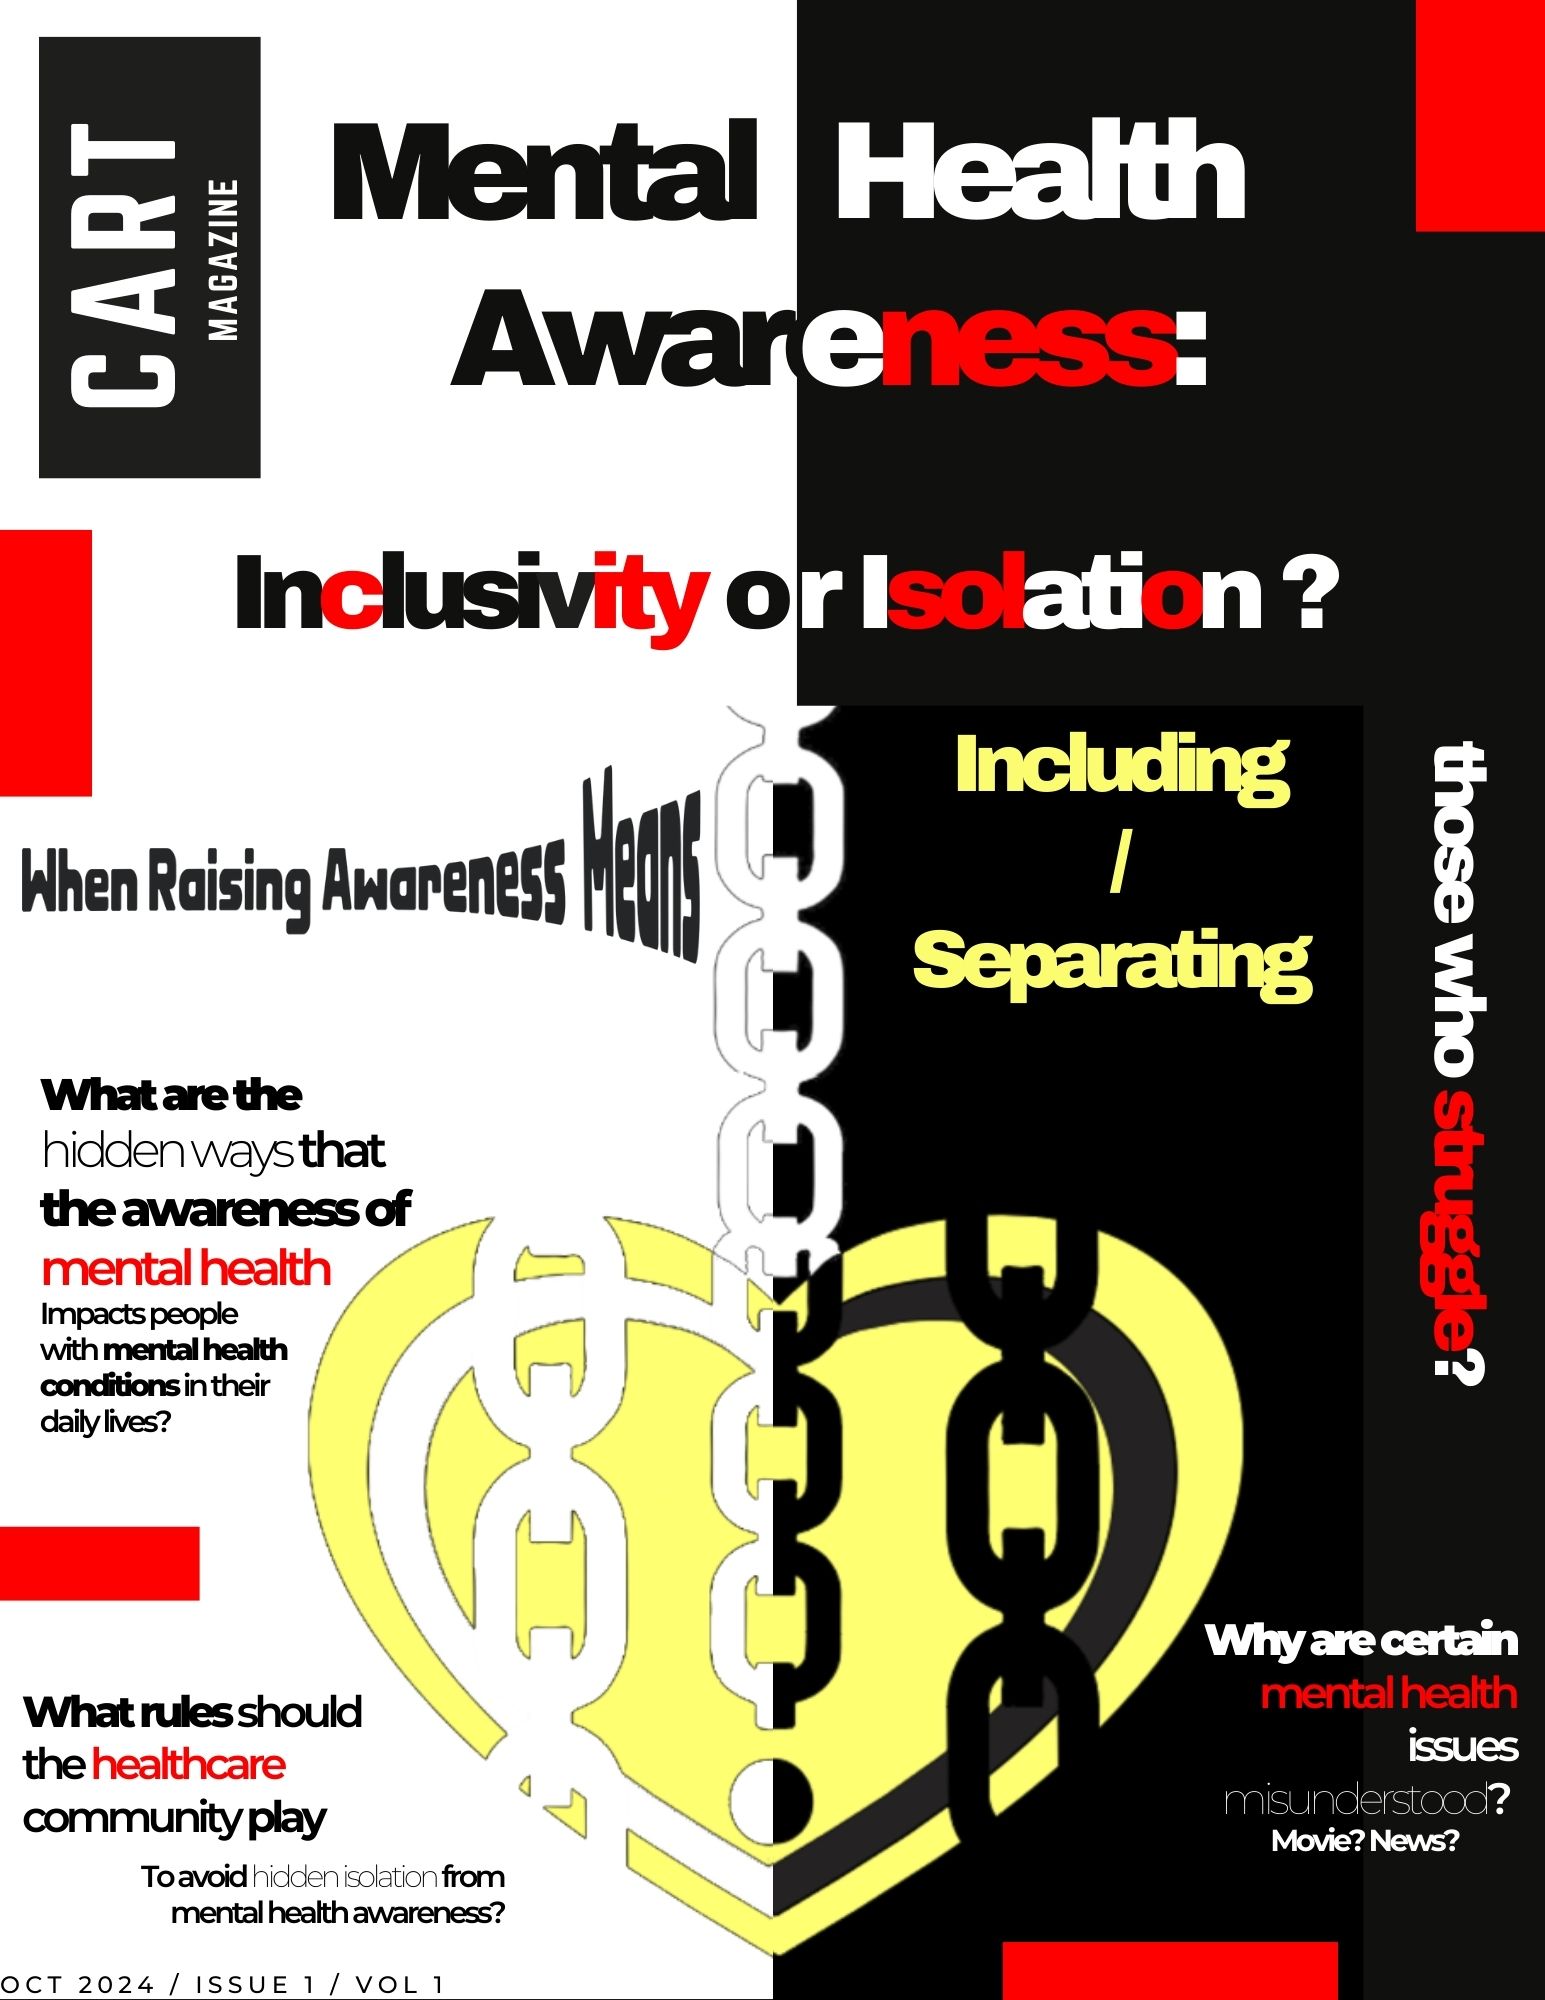 CART
MAGAZINE
Mental Health
Awareness:
Inclusivity or Isolation ?
When Raising Awareness Means
Including
/
Separating
those who struggle?
What are the
hidden ways that
the awareness of
mental health
Impacts people
with mental health
conditions in their
daily lives?
What rules should
the healthcare
community play
To avoid hidden isolation from
mental health awareness?
Why are certain
mental health
issues
misunderstood?
Movie? News?
OCT 2024 / ISSUE 1 / VOL 1